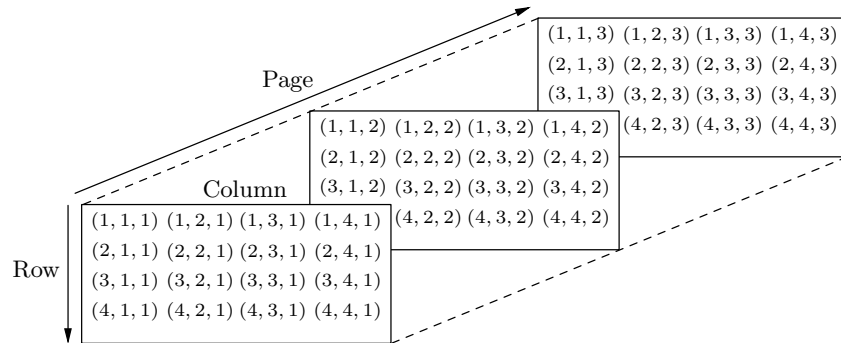 (1, 1, 3) (1, 2, 3) (1, 3, 3) (1, 4, 3)
(2, 1, 3) (2, 2, 3) (2, 3, 3) (2, 4, 3)
(3, 1, 3) (3, 2, 3) (3, 3, 3) (3, 4, 3)
(4, 2, 3) (4, 3, 3) (4, 4, 3)
Page
(1, 1, 2) (1, 2, 2) (1, 3, 2) (1, 4, 2)
(2, 1, 2) (2, 2, 2) (2, 3, 2) (2, 4, 2)
(3, 1, 2) (3, 2, 2) (3, 3, 2) (3, 4, 2)
(4, 2, 2) (4, 3, 2) (4, 4, 2)
Column
Row
(1, 1, 1) (1, 2, 1) (1, 3, 1) (1, 4, 1)
(2, 1, 1) (2, 2, 1) (2, 3, 1) (2, 4, 1)
(3, 1, 1) (3, 2, 1) (3, 3, 1) (3, 4, 1)
(4, 1, 1) (4, 2, 1) (4, 3, 1) (4, 4, 1)